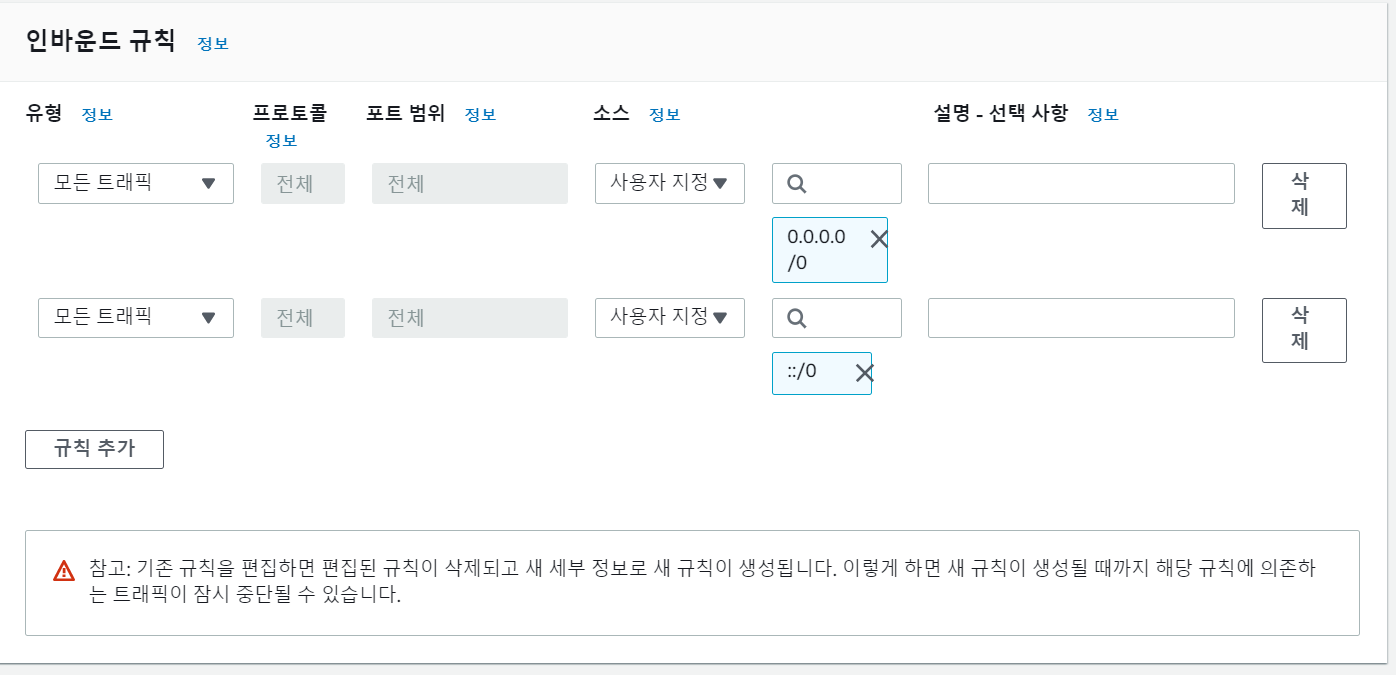 인바운드 규칙 정보
유형 정보 프로토콜 포트 범위 정보 소스 정보 설명 - 선택 사항 정보
정보
모든 트래픽 전체 전체 사용자 지정 삭
제
0.0.0.0
/0
모든 트래픽 전체 전체 사용자 지정 삭
제
::/0
규칙 추가
참고: 기존 규칙을 편집하면 편집된 규칙이 삭제되고 새 세부 정보로 새 규칙이 생성됩니다. 이렇게 하면 새 규칙이 생성될 때까지 해당 규칙에 의존하
는 트래픽이 잠시 중단될 수 있습니다.